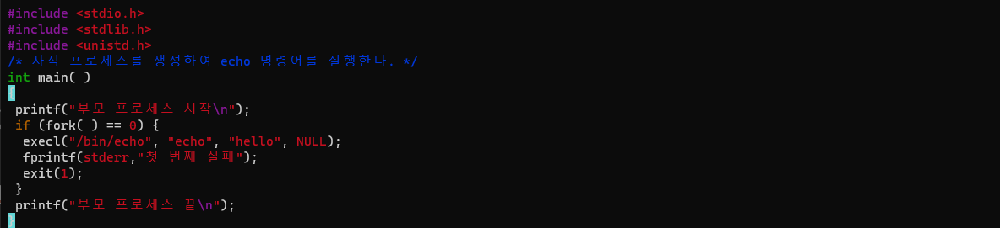 #include <stdio.h>
#include <stdlib.h>
#include <unistd.h>
/* 자식 프로세스를 생성하여 echo 명령어를 실행한다. */
int main( )
{
 printf("부모 프로세스 시작\n");
 if (fork( ) == 0) {
  execl("/bin/echo", "echo", "hello", NULL);
  fprintf(stderr,"첫 번째 실패");
  exit(1);
 }
 printf("부모 프로세스 끝\n");
}